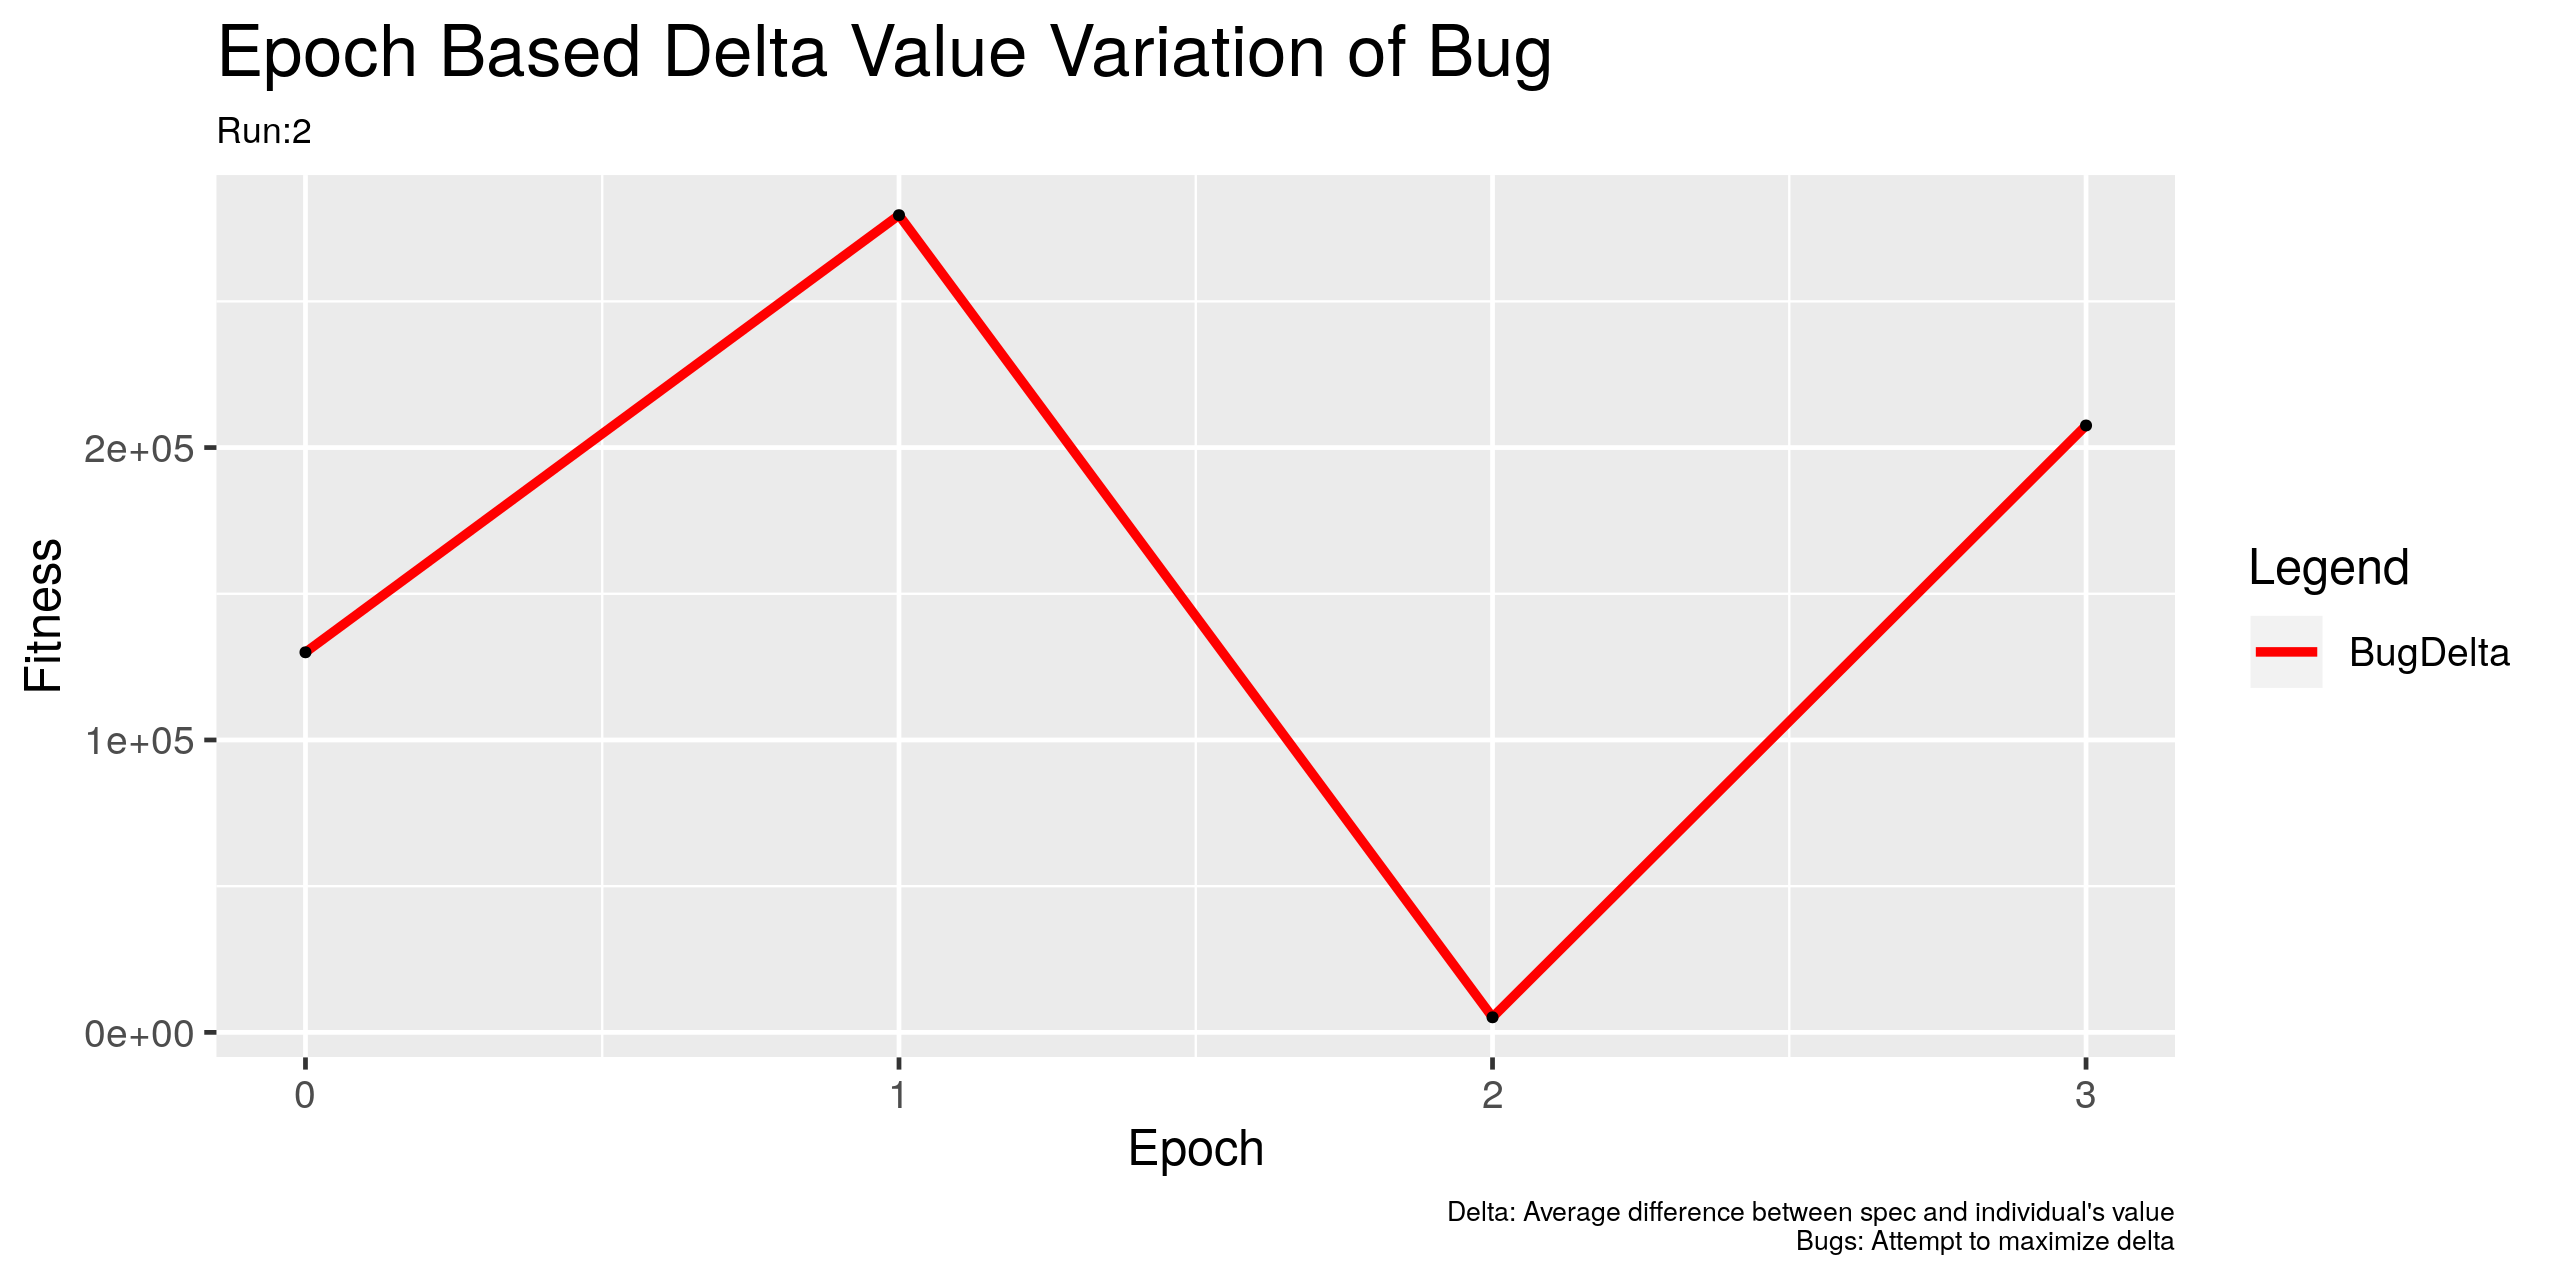 Epoch Based Delta Value Variation of Bug
Run:2
Fitness
2e+05
1e+05
0e+00
0
1
2
3
Epoch
Legend
BugDelta
Delta: Average difference between spec and individual's value
Bugs: Attempt to maximize delta